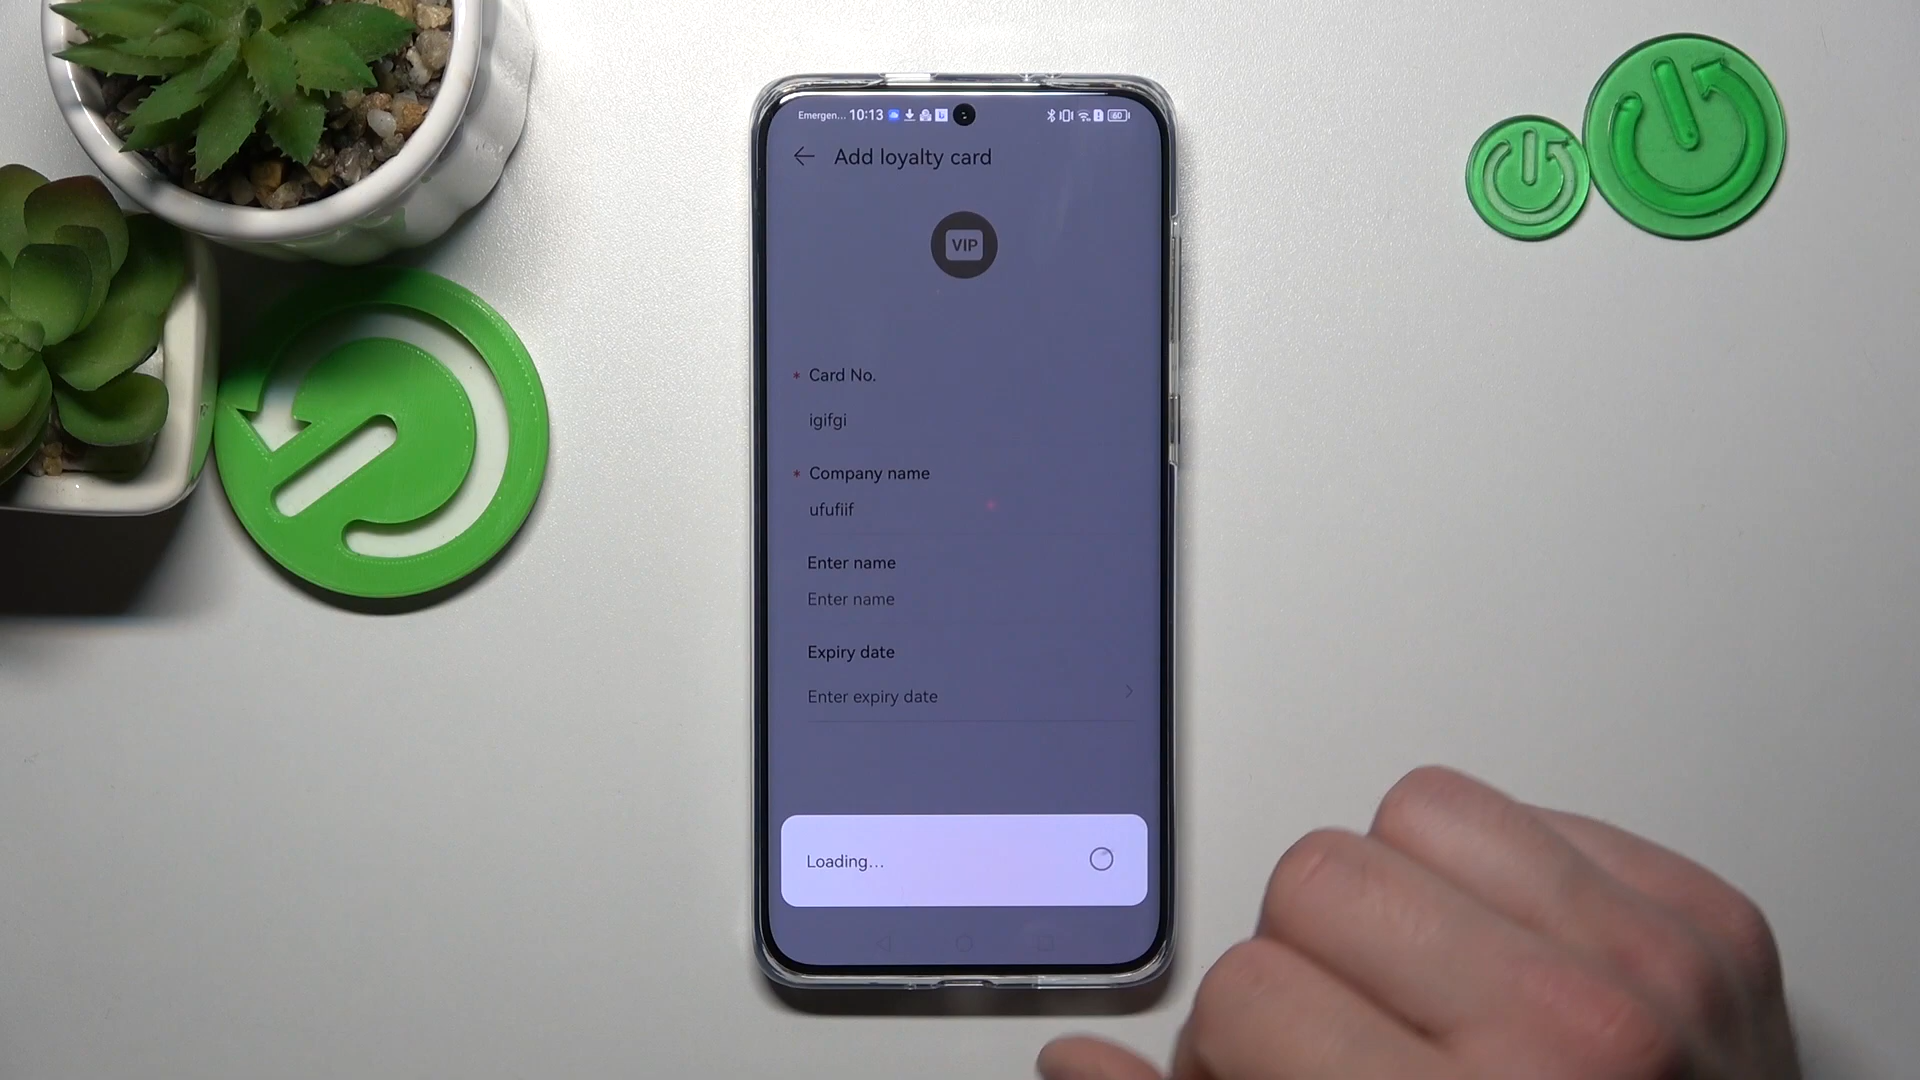 Emergen... 10:13 60
Add loyalty card
VIP
* Card No.
igifgi
* Company name
ufufiif
Enter name
Enter name
Expiry date
Enter expiry date
Loading...